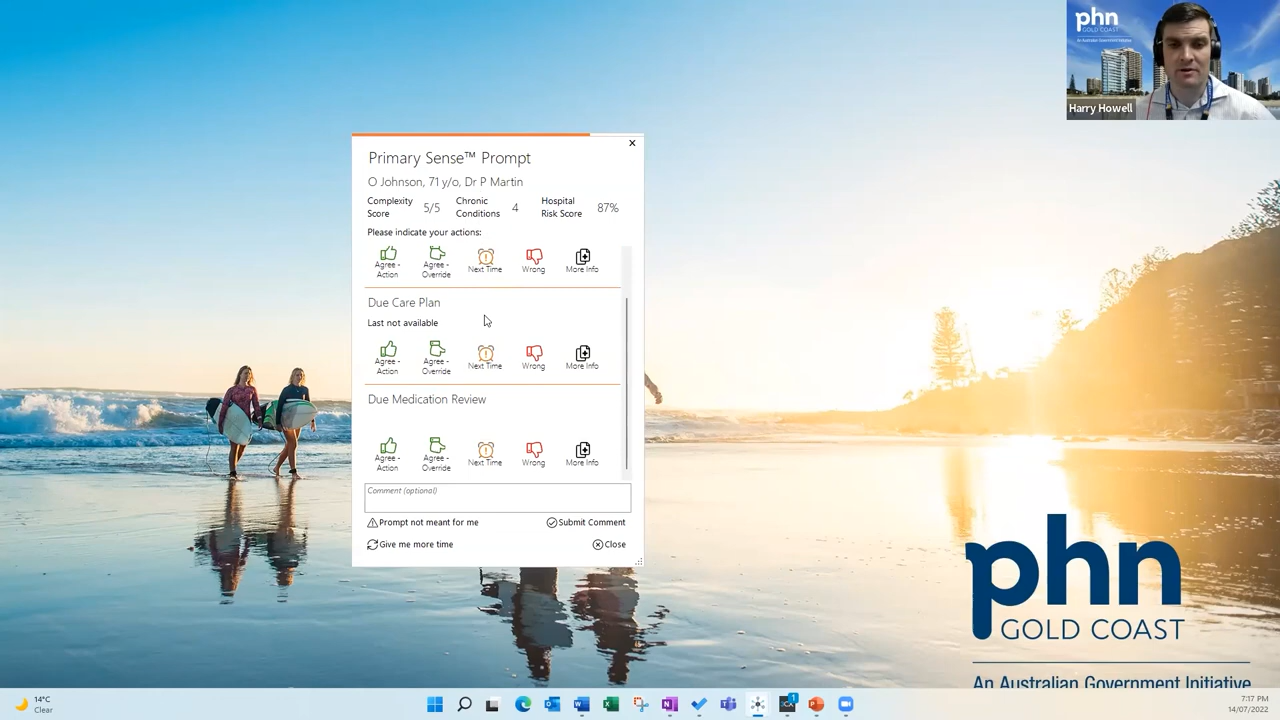 phn
GOLD COAST
An Australian Government Initiative
Harry Howell
Primary Sense™ Prompt
O Johnson, 71 y/o, Dr P Martin
Complexity Score 5/5 Chronic Conditions 4 Hospital Risk Score 87%
Please indicate your actions:
Agree - Action Agree - Override Next Time Wrong More Info
Due Care Plan
Last not available
Agree - Action Agree - Override Next Time Wrong More Info
Due Medication Review
Agree - Action Agree - Override Next Time Wrong More Info
Comment (optional)
Prompt not meant for me Submit Comment
Give me more time Close
phn
GOLD COAST
An Australian Government Initiative
14°C
Clear
1
7:17 PM
14/07/2022